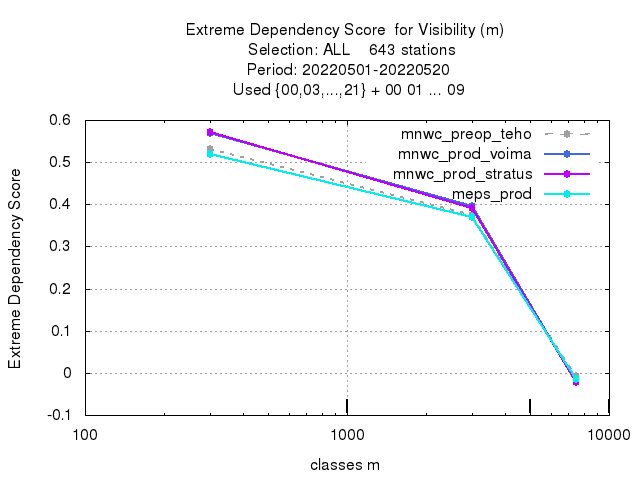 Extreme Dependency Score  for Visibility (m)
Selection: ALL    643 stations
Period: 20220501-20220520
Used {00,03,...,21} + 00 01 ... 09
Extreme Dependency Score
0.6
0.5
0.4
0.3
0.2
0.1
0
-0.1
mnwc_preop_teho
mnwc_prod_voima
mnwc_prod_stratus
meps_prod
100
1000
10000
classes m